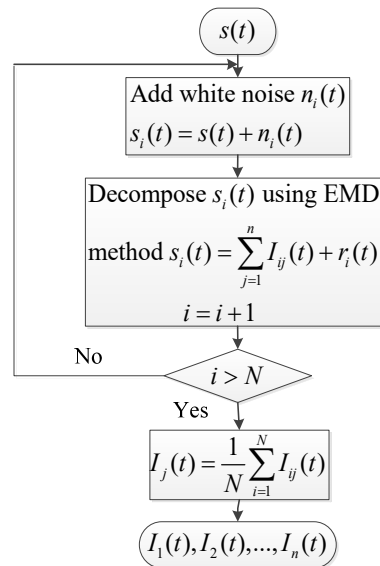 s(t)
Add white noise n_i(t)
s_i(t) = s(t) + n_i(t)
Decompose s_i(t) using EMD
method s_i(t) = \sum_{j=1}^{n} I_{ij}(t) + r_i(t)
i = i+1
No
i > N
Yes
I_j(t) = \frac{1}{N} \sum_{i=1}^{N} I_{ij}(t)
I_1(t), I_2(t), ..., I_n(t)